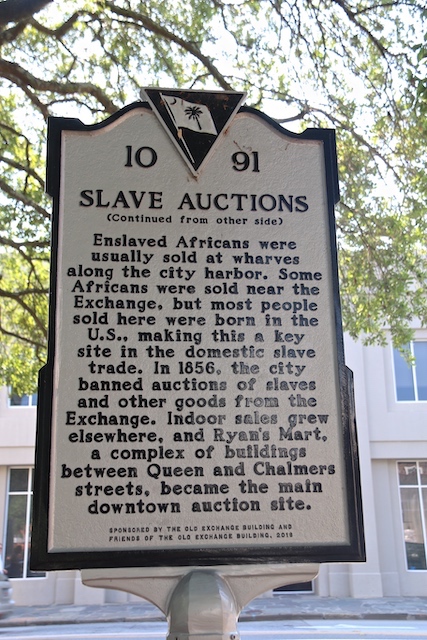 10 91
SLAVE AUCTIONS
(Continued from other side)
Enslaved Africans were
usually sold at wharves
along the city harbor. Some
Africans were sold near the
Exchange, but most people
sold here were born in the
U.S., making this a key
site in the domestic slave
trade. In 1856, the city
banned auctions of slaves
and other goods from the
Exchange. Indoor sales grew
elsewhere, and Ryan's Mart,
a complex of buildings
between Queen and Chalmers
streets, became the main
downtown auction site.
SPONSORED BY THE OLD EXCHANGE BUILDING AND
FRIENDS OF THE OLD EXCHANGE BUILDING, 2016